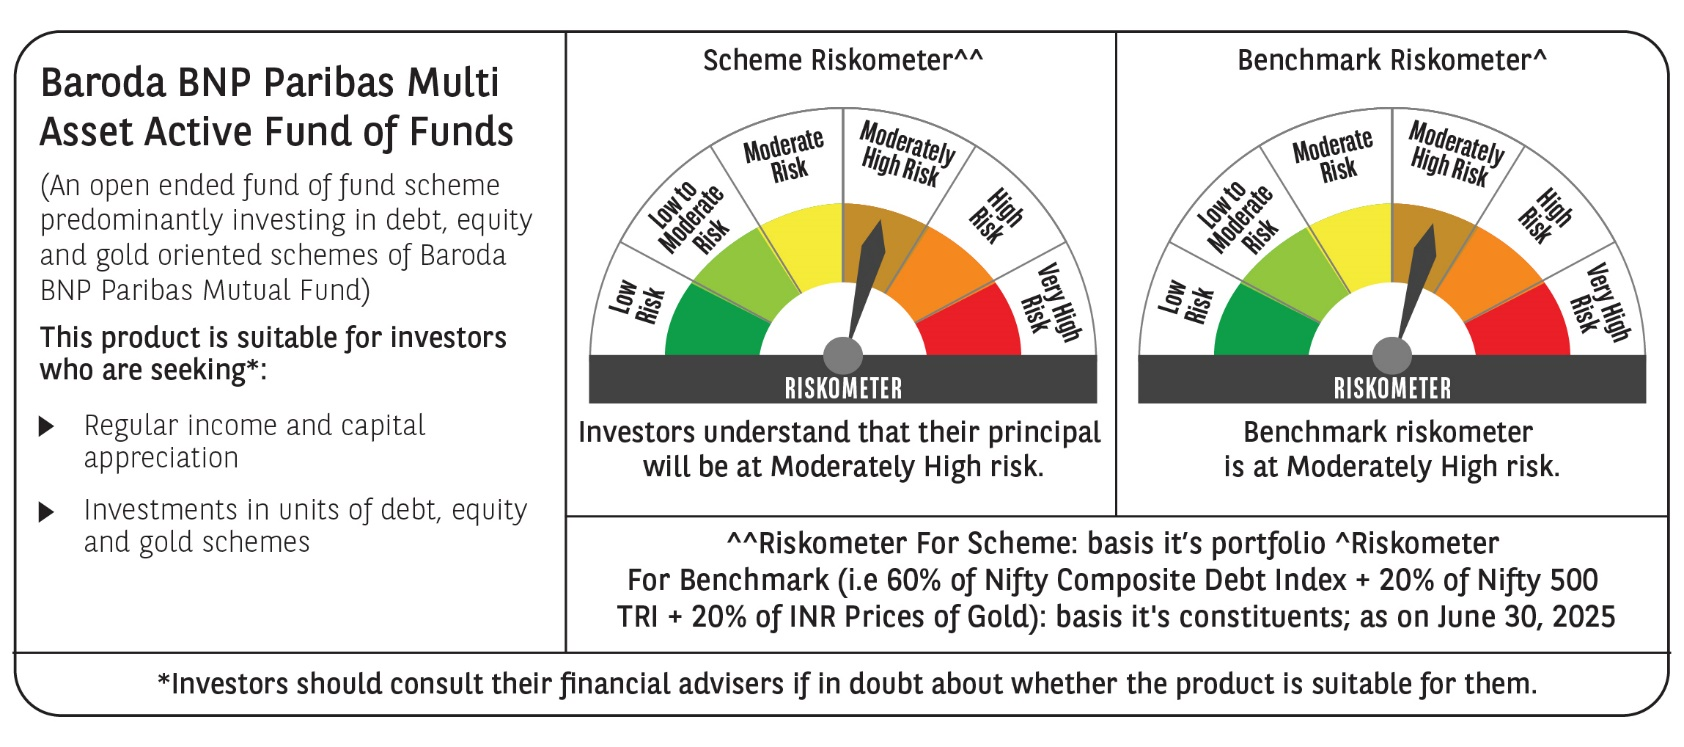 Baroda BNP Paribas Multi
Asset Active Fund of Funds
(An open ended fund of fund scheme
predominantly investing in debt, equity
and gold oriented schemes of Baroda
BNP Paribas Mutual Fund)
This product is suitable for investors
who are seeking*:
Regular income and capital
appreciation
Investments in units of debt, equity
and gold schemes
Scheme Riskometer^^
Low
Risk
Low to
Moderate
Risk
Moderate
Risk
Moderately
High Risk
High
Risk
Very High
Risk
RISKOMETER
Investors understand that their principal
will be at Moderately High risk.
Benchmark Riskometer^
Low
Risk
Low to
Moderate
Risk
Moderate
Risk
Moderately
High Risk
High
Risk
Very High
Risk
RISKOMETER
Benchmark riskometer
is at Moderately High risk.
^^Riskometer For Scheme: basis it’s portfolio ^Riskometer
For Benchmark (i.e 60% of Nifty Composite Debt Index + 20% of Nifty 500
TRI + 20% of INR Prices of Gold): basis it's constituents; as on June 30, 2025
*Investors should consult their financial advisers if in doubt about whether the product is suitable for them.